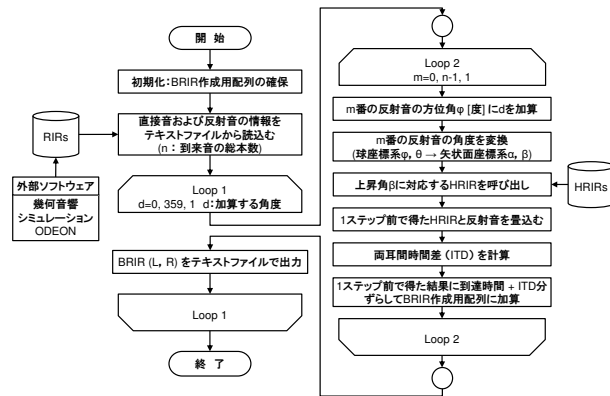 開 始
初期化：BRIR作成用配列の確保
直接音および反射音の情報を
テキストファイルから読込む
(n： 到来音の総本数)
RIRs
外部ソフトウェア
幾何音響
シミュレーション
ODEON
Loop 1
d=0, 359, 1 d:加算する角度
BRIR (L, R) をテキストファイルで出力
Loop 1
終 了
Loop 2
m=0, n-1, 1
m番の反射音の方位角φ [度] にdを加算
m番の反射音の角度を変換
(球座標系φ, θ → 矢状面座標系α, β)
上昇角βに対応するHRIRを呼び出し
HRIRs
1ステップ前で得たHRIRと反射音を畳込む
両耳間時間差 (ITD) を計算
1ステップ前で得た結果に到達時間 + ITD分
ずらしてBRIR作成用配列に加算
Loop 2